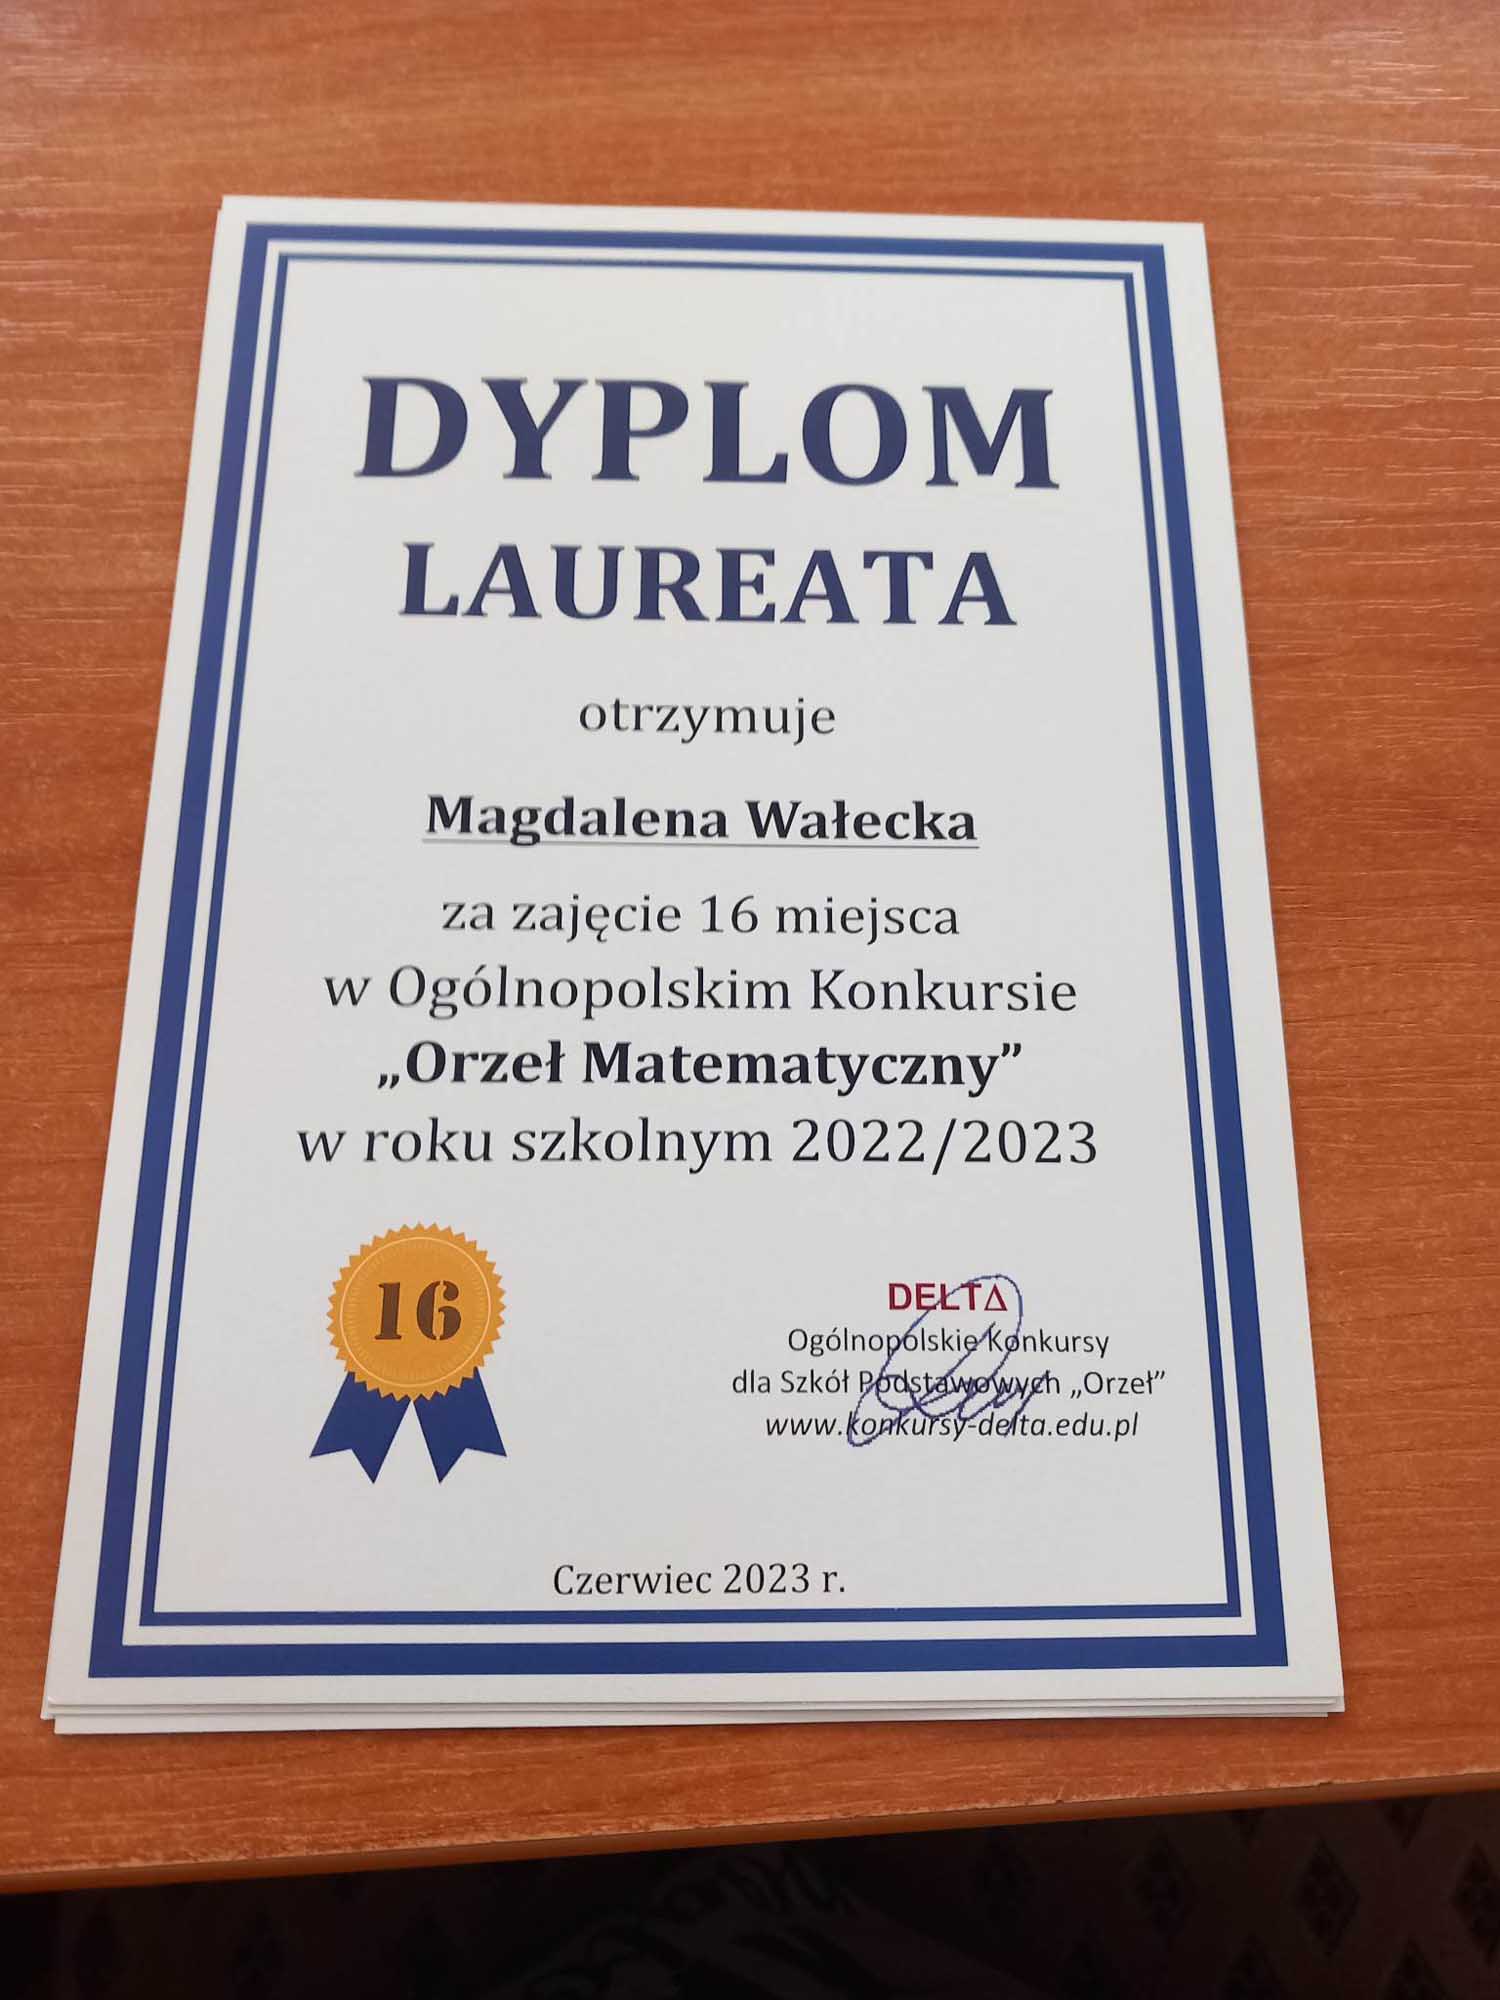 DYPLOM
LAUREATA
otrzymuje
Magdalena Wałecka
za zajęcie 16 miejsca
w Ogólnopolskim Konkursie
„Orzeł Matematyczny”
w roku szkolnym 2022/2023
16
DELTA
Ogólnopolskie Konkursy
dla Szkół Podstawowych „Orzeł”
www.konkursy-delta.edu.pl
Czerwiec 2023 r.